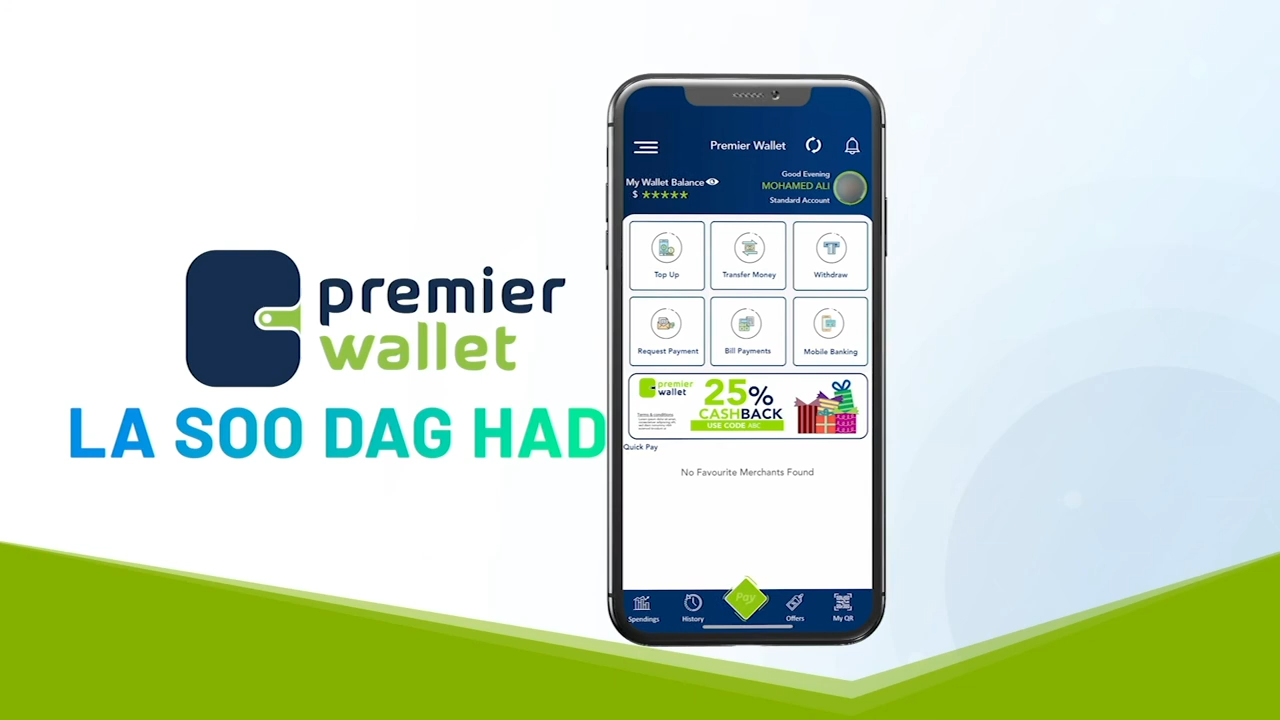 premier
wallet
LA SOO DAG HAD
Premier Wallet
Good Evening
My Wallet Balance
MOHAMED ALI
$ *****
Standard Account
Top Up
Transfer Money
Withdraw
Request Payment
Bill Payments
Mobile Banking
premier
wallet
25%
CASHBACK
USE CODE ABC
Terms & conditions
Quick Pay
No Favourite Merchants Found
Pay
Spendings
History
Offers
My QR